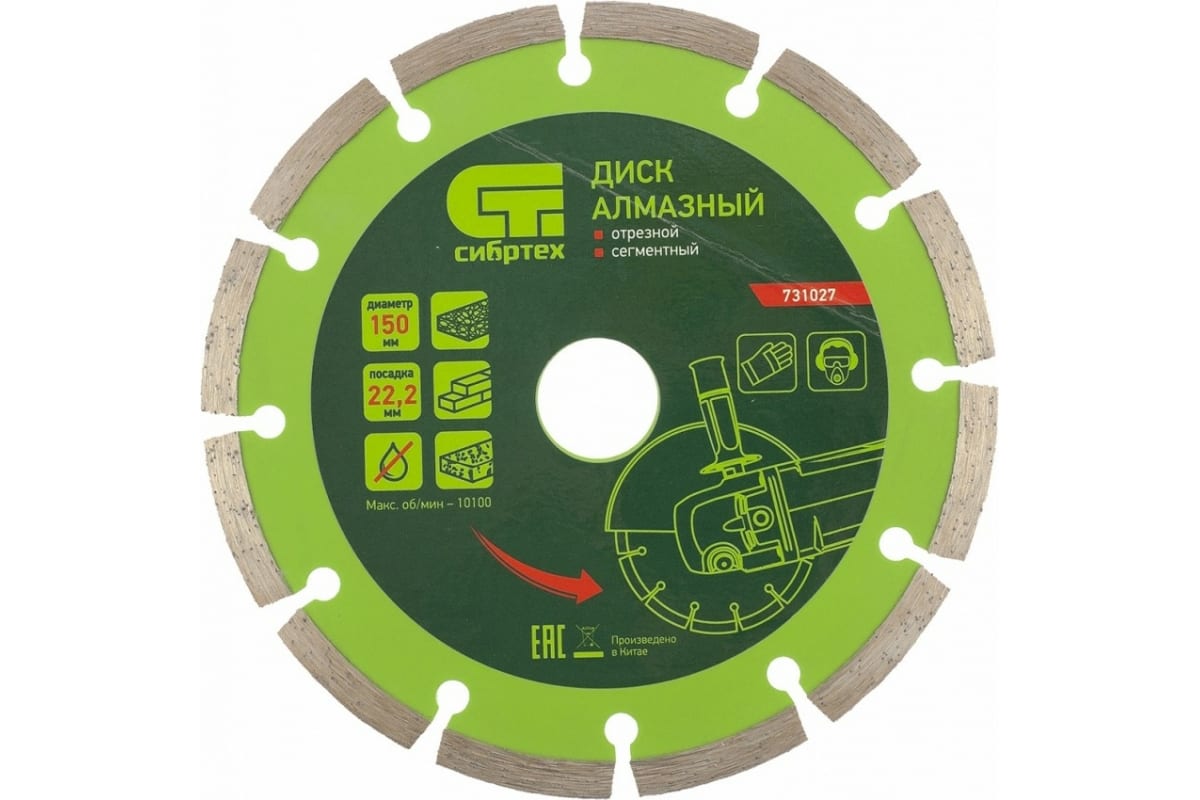 сибртех
ДИСК
АЛМАЗНЫЙ
отрезной
сегментный
731027
диаметр
150
мм
посадка
22,2
мм
Макс. об/мин – 10100
EAC
Произведено
в Китае